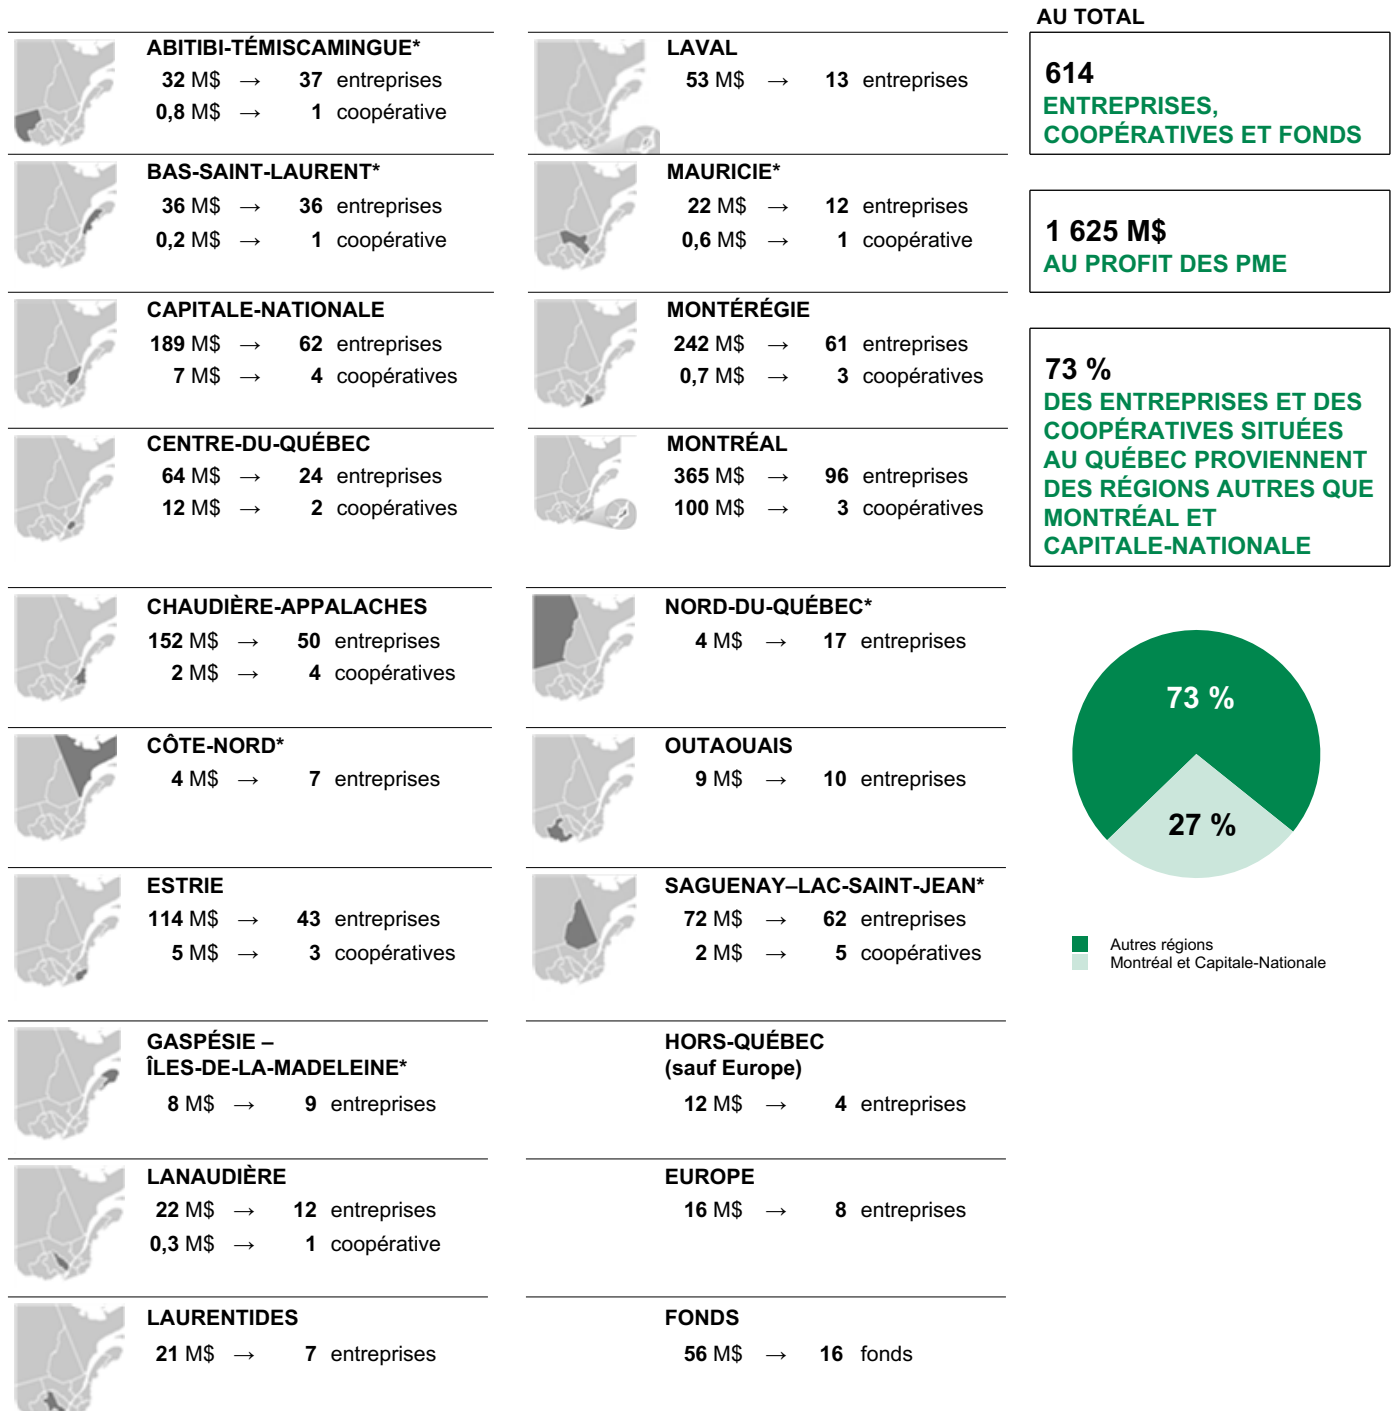 ABITIBI-TÉMISCAMINGUE*
32 M$ → 37 entreprises
0,8 M$ → 1 coopérative
BAS-SAINT-LAURENT*
36 M$ → 36 entreprises
0,2 M$ → 1 coopérative
CAPITALE-NATIONALE
189 M$ → 62 entreprises
7 M$ → 4 coopératives
CENTRE-DU-QUÉBEC
64 M$ → 24 entreprises
12 M$ → 2 coopératives
CHAUDIÈRE-APPALACHES
152 M$ → 50 entreprises
2 M$ → 4 coopératives
CÔTE-NORD*
4 M$ → 7 entreprises
ESTRIE
114 M$ → 43 entreprises
5 M$ → 3 coopératives
GASPÉSIE –
ÎLES-DE-LA-MADELEINE*
8 M$ → 9 entreprises
LANAUDIÈRE
22 M$ → 12 entreprises
0,3 M$ → 1 coopérative
LAURENTIDES
21 M$ → 7 entreprises
LAVAL
53 M$ → 13 entreprises
MAURICIE*
22 M$ → 12 entreprises
0,6 M$ → 1 coopérative
MONTÉRÉGIE
242 M$ → 61 entreprises
0,7 M$ → 3 coopératives
MONTRÉAL
365 M$ → 96 entreprises
100 M$ → 3 coopératives
NORD-DU-QUÉBEC*
4 M$ → 17 entreprises
OUTAOUAIS
9 M$ → 10 entreprises
SAGUENAY–LAC-SAINT-JEAN*
72 M$ → 62 entreprises
2 M$ → 5 coopératives
HORS-QUÉBEC
(sauf Europe)
12 M$ → 4 entreprises
EUROPE
16 M$ → 8 entreprises
FONDS
56 M$ → 16 fonds
AU TOTAL
614
ENTREPRISES,
COOPÉRATIVES ET FONDS
1 625 M$
AU PROFIT DES PME
73 %
DES ENTREPRISES ET DES
COOPÉRATIVES SITUÉES
AU QUÉBEC PROVIENNENT
DES RÉGIONS AUTRES QUE
MONTRÉAL ET
CAPITALE-NATIONALE
73 %
27 %
Autres régions
Montréal et Capitale-Nationale